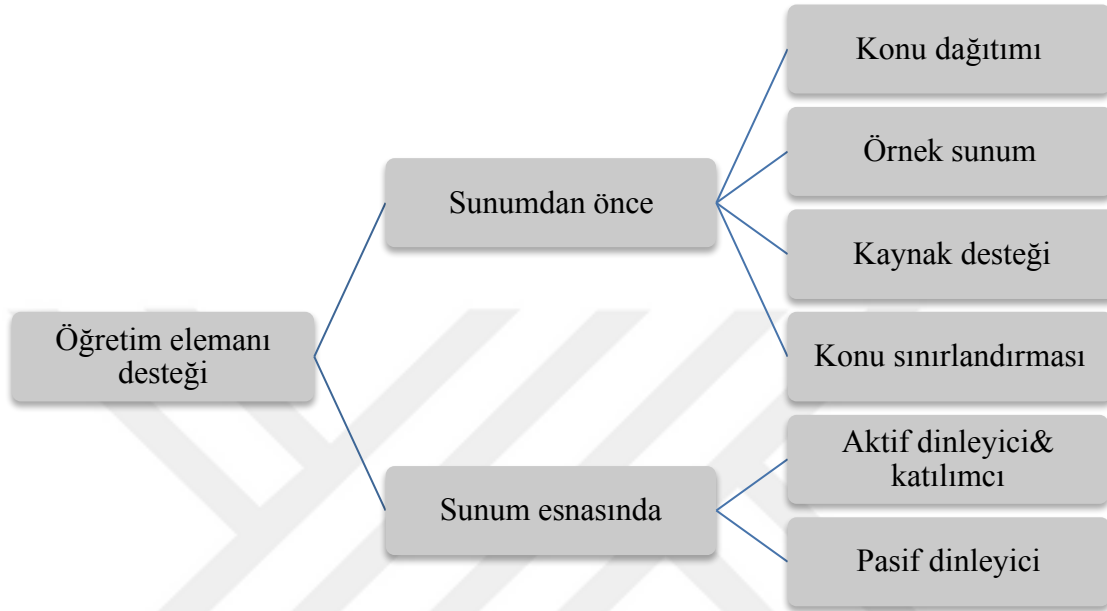 Öğretim elemanı
desteği
Sunumdan önce
Konu dağıtımı
Örnek sunum
Kaynak desteği
Konu sınırlandırması
Sunum esnasında
Aktif dinleyici&
katılımcı
Pasif dinleyici